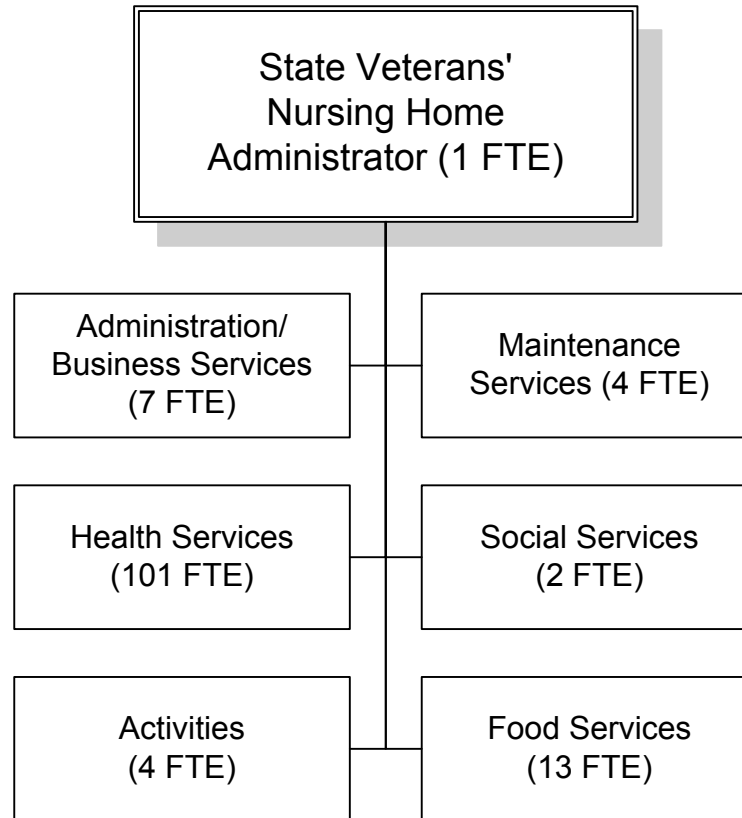 State Veterans'
Nursing Home
Administrator (1 FTE)
Administration/
Business Services
(7 FTE)
Maintenance
Services (4 FTE)
Health Services
(101 FTE)
Social Services
(2 FTE)
Activities
(4 FTE)
Food Services
(13 FTE)